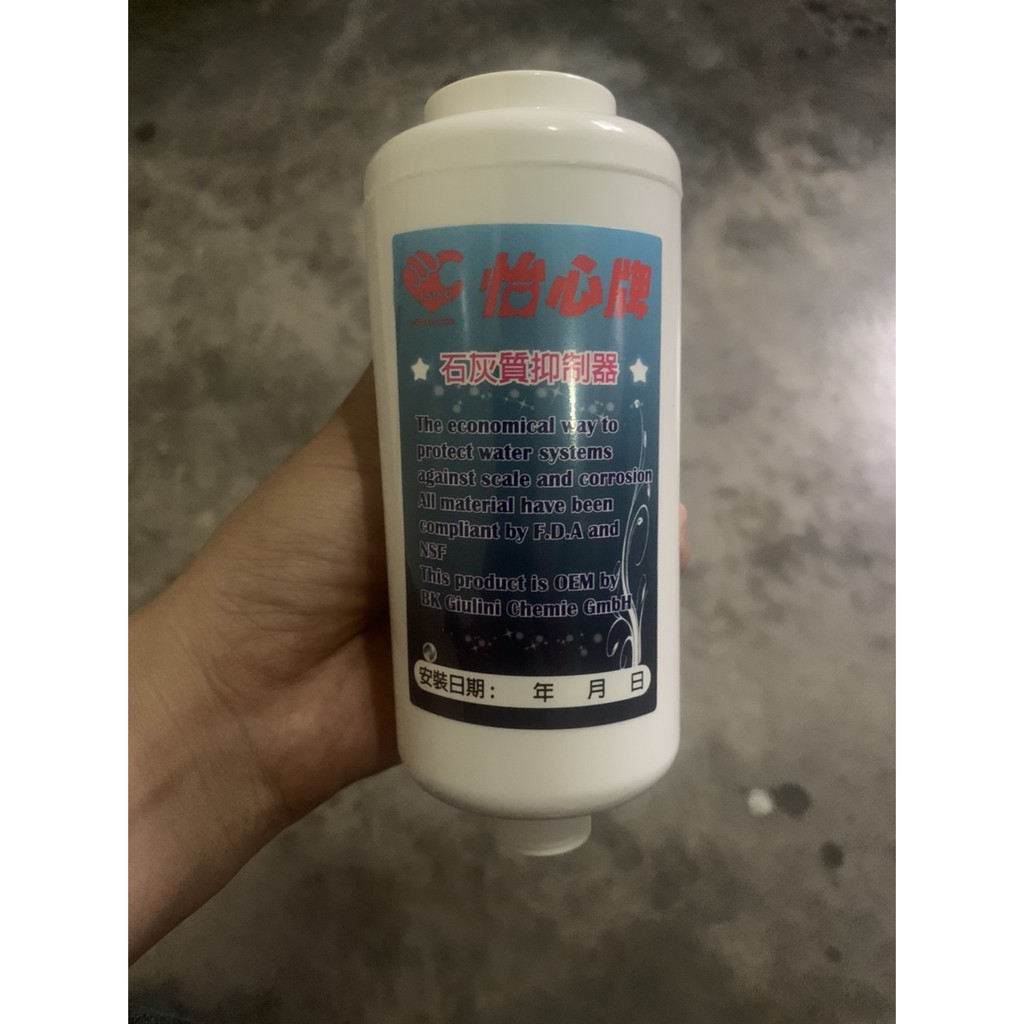 怡心牌
石灰質抑制器
The economical way to
protect water systems
against scale and corrosion
All material have been
compliant by F.D.A and
NSF
This product is OEM by
BK Giulini Chemie GmbH
安裝日期： 年 月 日